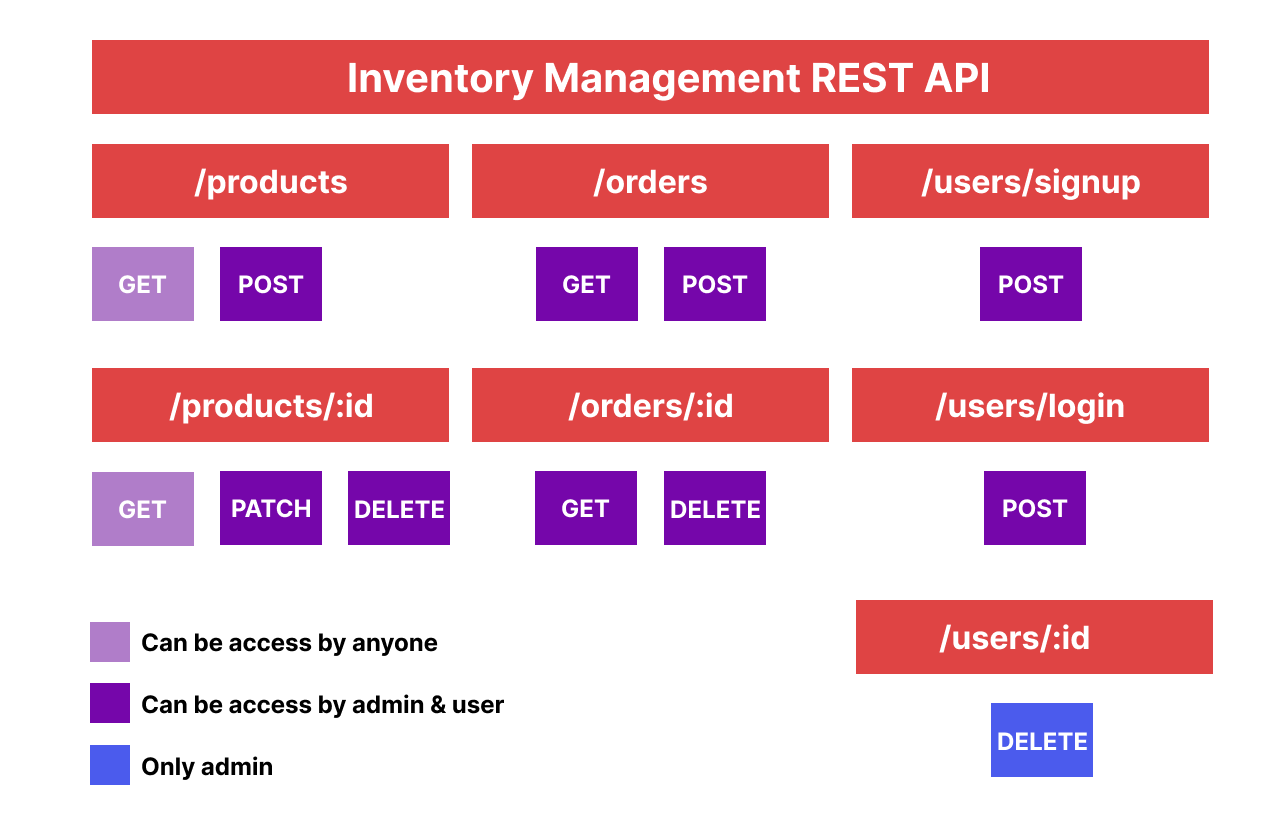 Inventory Management REST API
/products
/orders
/users/signup
GET
POST
GET
POST
POST
/products/:id
/orders/:id
/users/login
GET
PATCH
DELETE
GET
DELETE
POST
/users/:id
DELETE
Can be access by anyone
Can be access by admin & user
Only admin